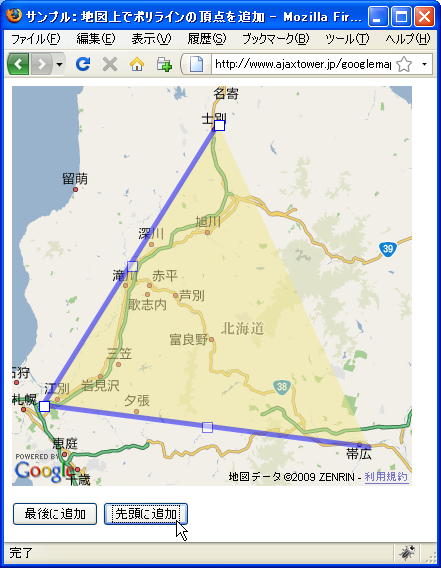 サンプル: 地図上でポリラインの頂点を追加 - Mozilla Fir...
ファイル(F) 編集(E) 表示(V) 履歴(S) ブックマーク(B) ツール(T) ヘルプ(H)
http://www.ajaxtower.jp/googlemap
名寄
士別
留萌
旭川
深川
39
滝川
赤平
芦別
歌志内
北海道
富良野
三笠
石狩
江別
岩見沢
38
札幌
夕張
恵庭
帯広
POWERED BY
Google
千歳
地図データ ©2009 ZENRIN - 利用規約
最後に追加 先頭に追加
完了